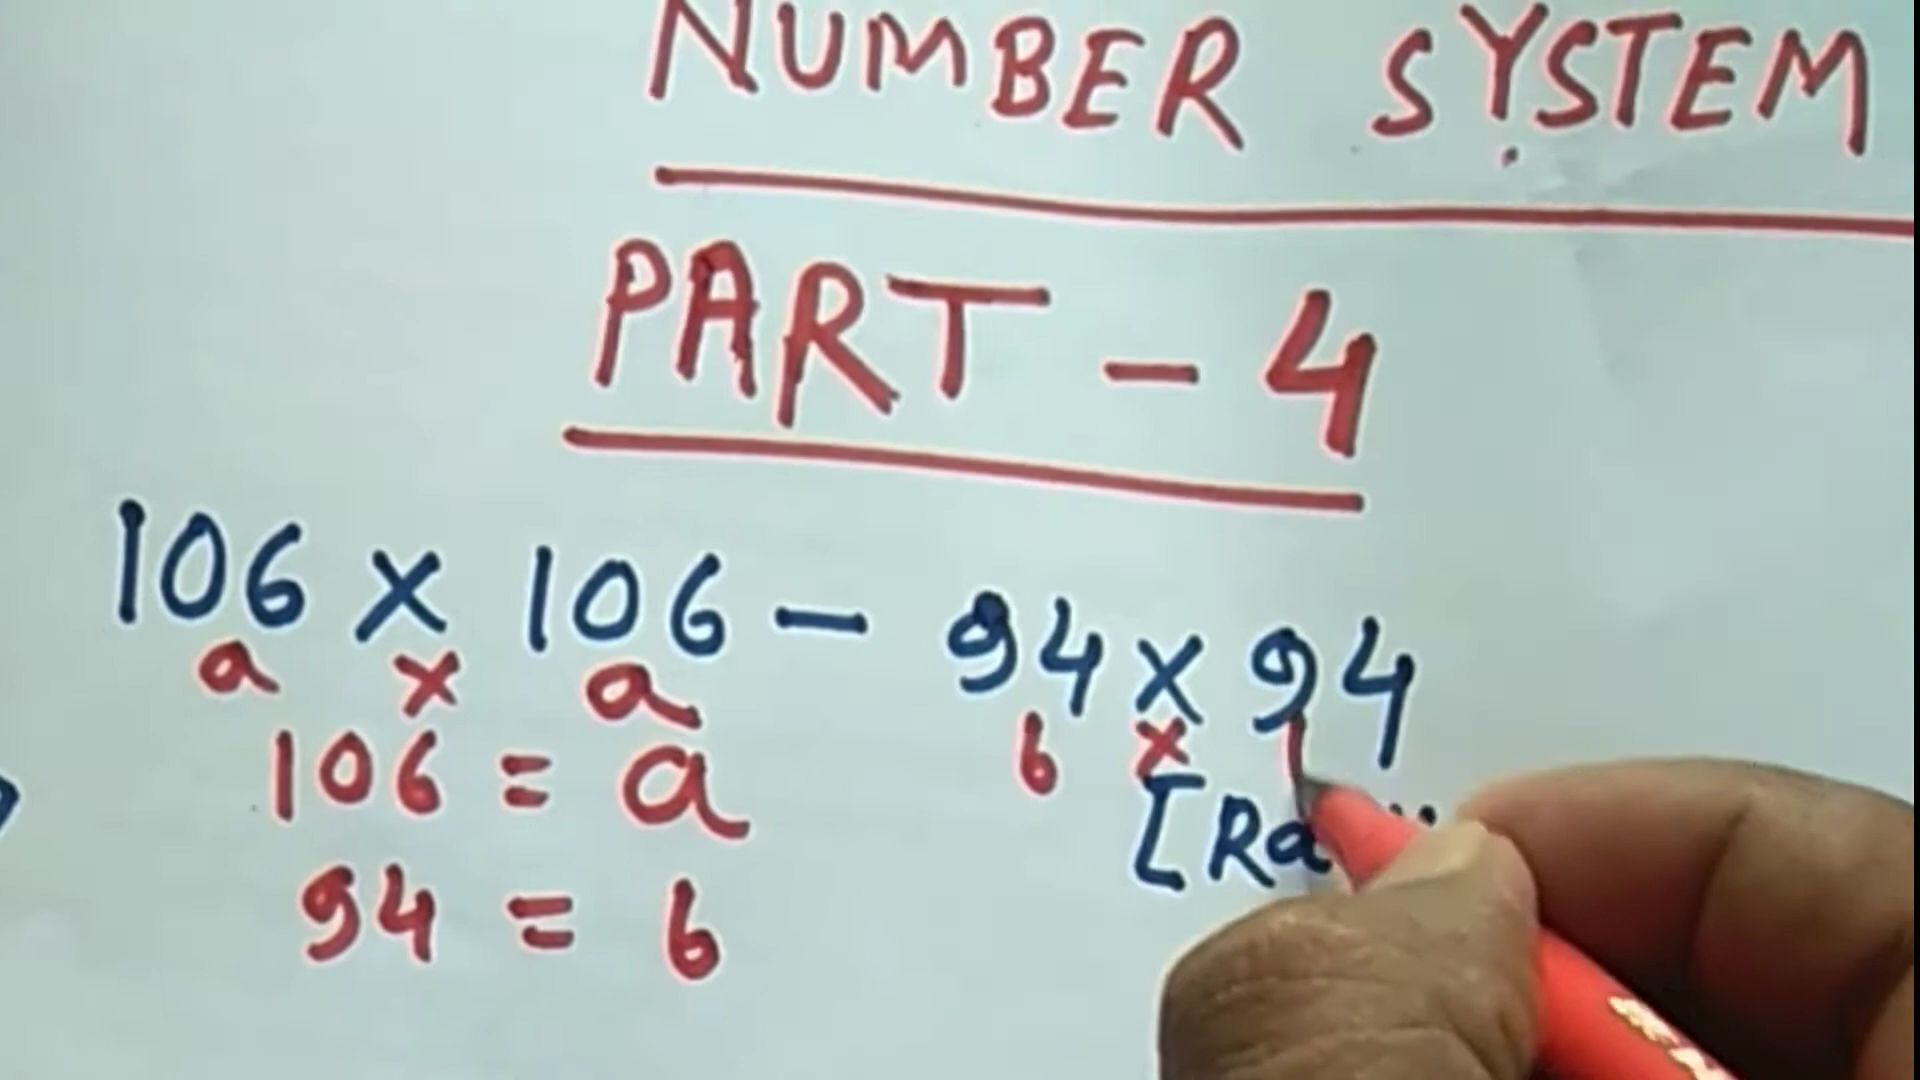 NUMBER SYSTEM
PART - 4
106 × 106 - 94 × 94
a × a b ×
106 = a
94 = b